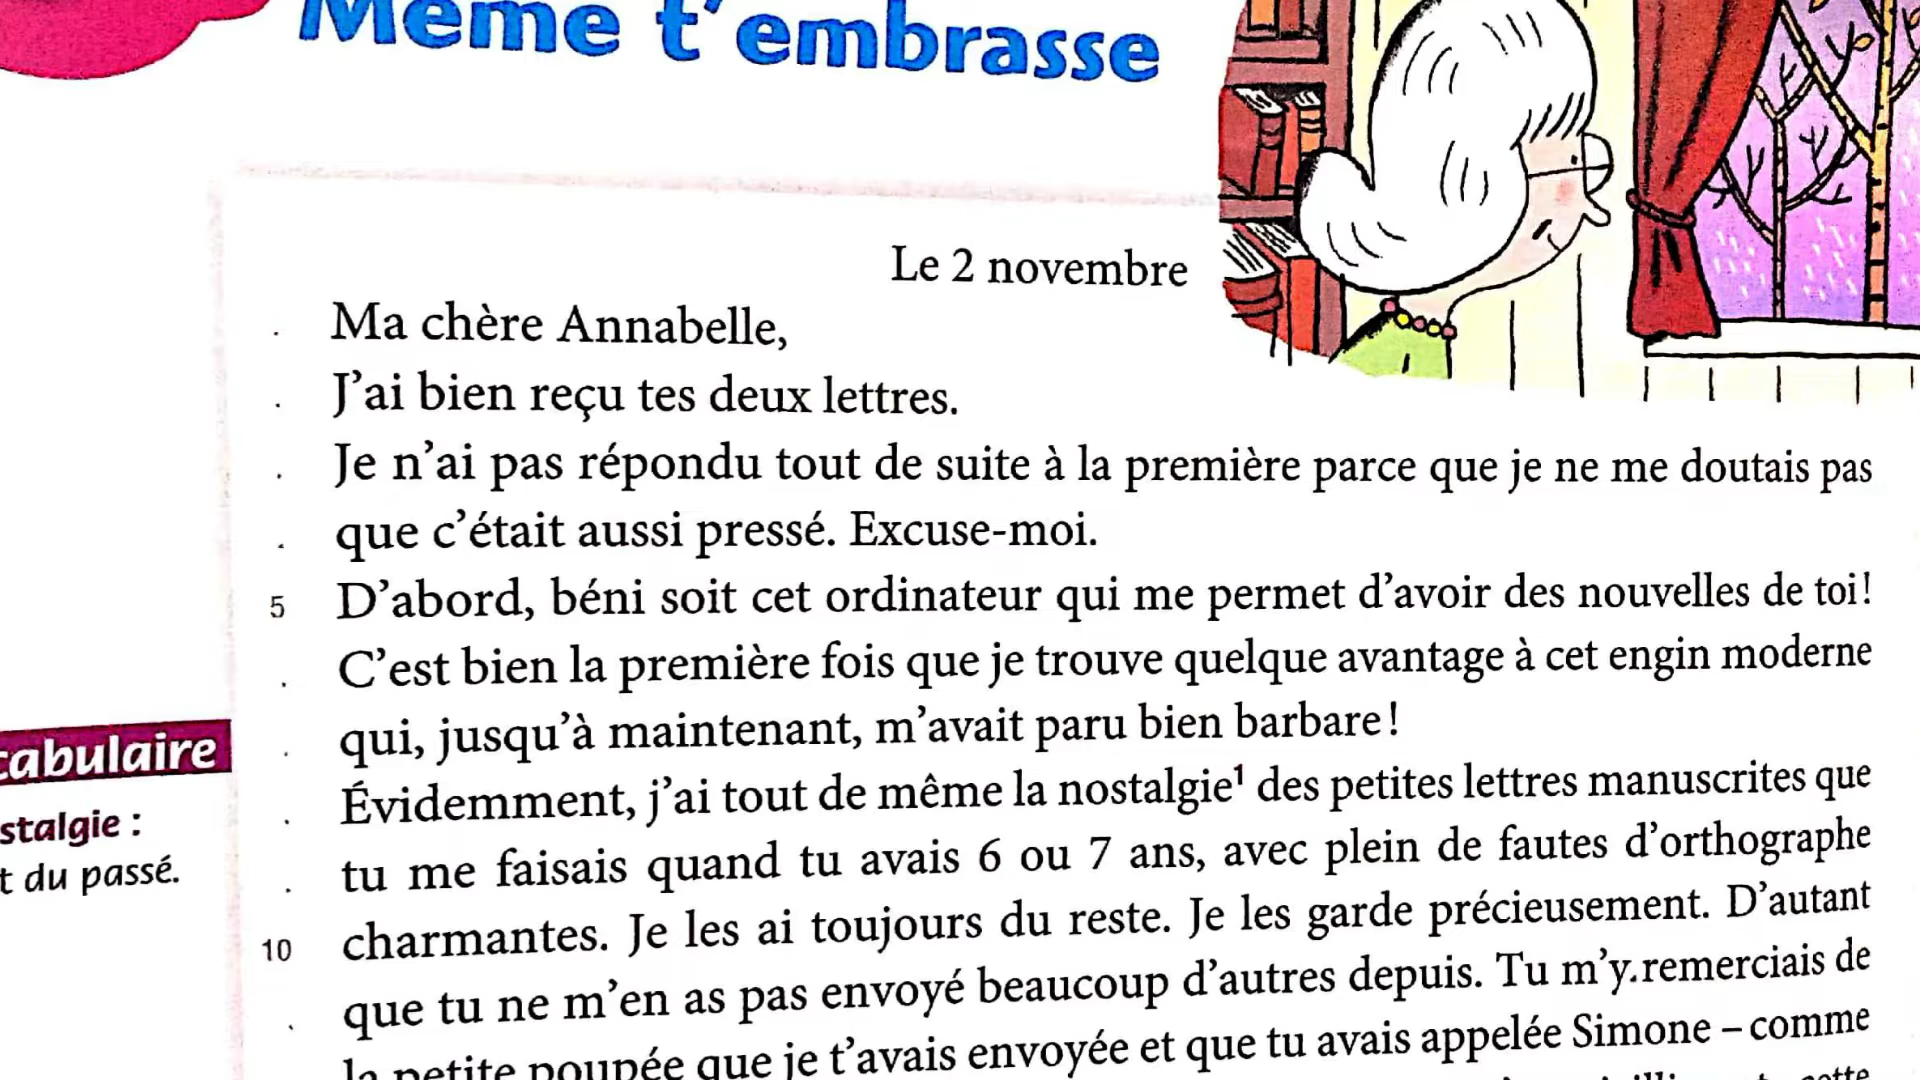 Mémé t'embrasse
Le 2 novembre
Ma chère Annabelle,
J'ai bien reçu tes deux lettres.
Je n'ai pas répondu tout de suite à la première parce que je ne me doutais pas
que c'était aussi pressé. Excuse-moi.
5 D'abord, béni soit cet ordinateur qui me permet d'avoir des nouvelles de toi!
C'est bien la première fois que je trouve quelque avantage à cet engin moderne
qui, jusqu'à maintenant, m'avait paru bien barbare!
Évidemment, j'ai tout de même la nostalgie¹ des petites lettres manuscrites que
tu me faisais quand tu avais 6 ou 7 ans, avec plein de fautes d'orthographe
10 charmantes. Je les ai toujours du reste. Je les garde précieusement. D'autant
que tu ne m'en as pas envoyé beaucoup d'autres depuis. Tu m'y remerciais de
la petite poupée que je t'avais envoyée et que tu avais appelée Simone – comme
cette
cabulaire
stalgie :
t du passé.